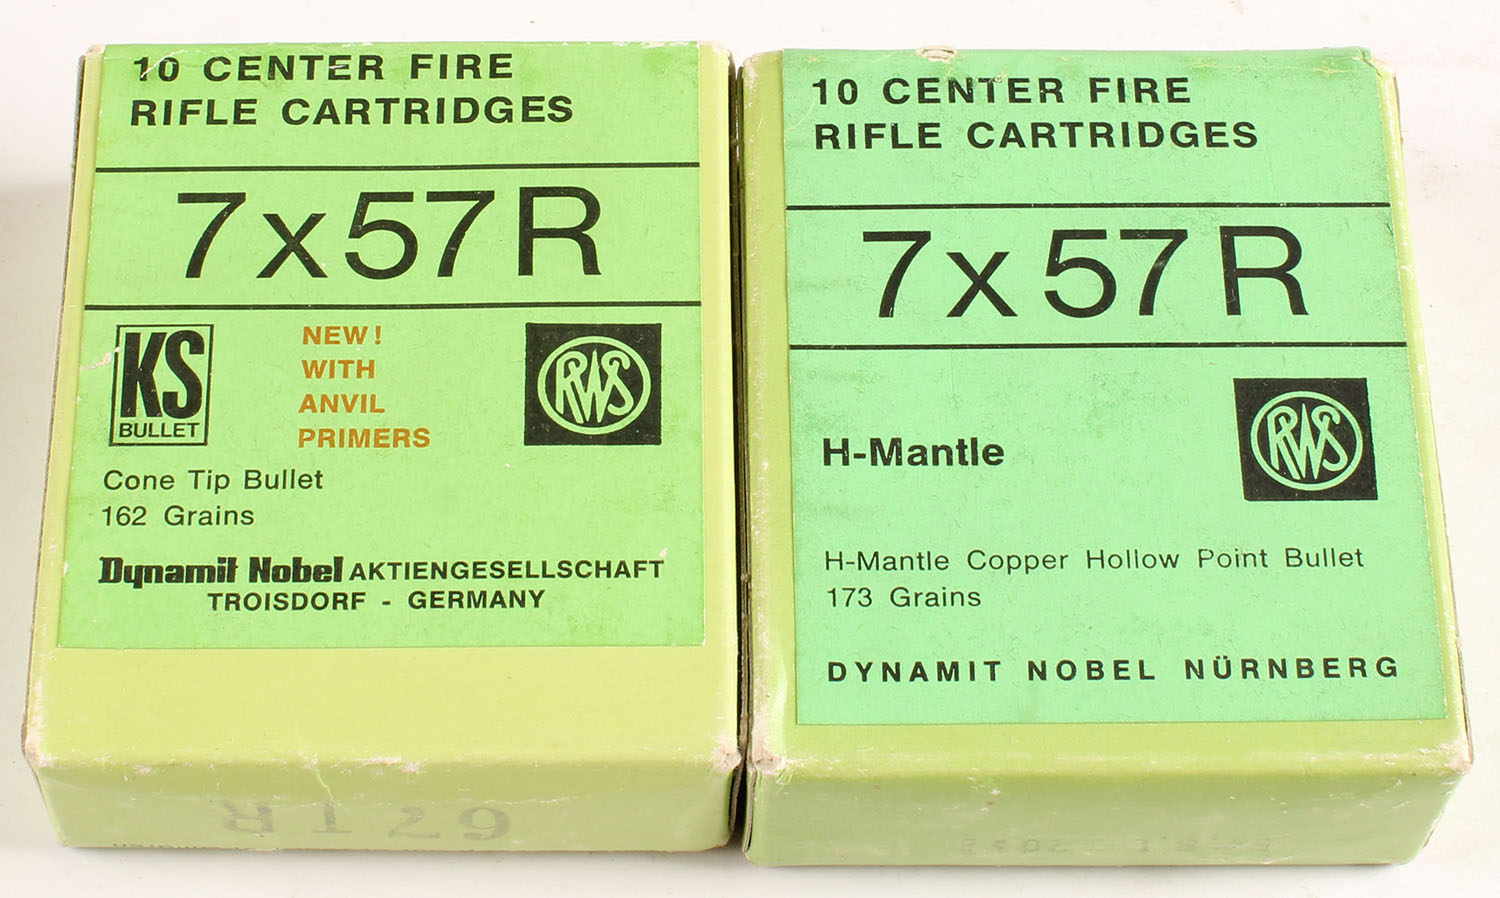 10 CENTER FIRE
RIFLE CARTRIDGES
7x57R
KS
BULLET
NEW!
WITH
ANVIL
PRIMERS
RWS
Cone Tip Bullet
162 Grains
Dynamit Nobel AKTIENGESELLSCHAFT
TROISDORF - GERMANY
10 CENTER FIRE
RIFLE CARTRIDGES
7x57R
H-Mantle
RWS
H-Mantle Copper Hollow Point Bullet
173 Grains
DYNAMIT NOBEL NÜRNBERG